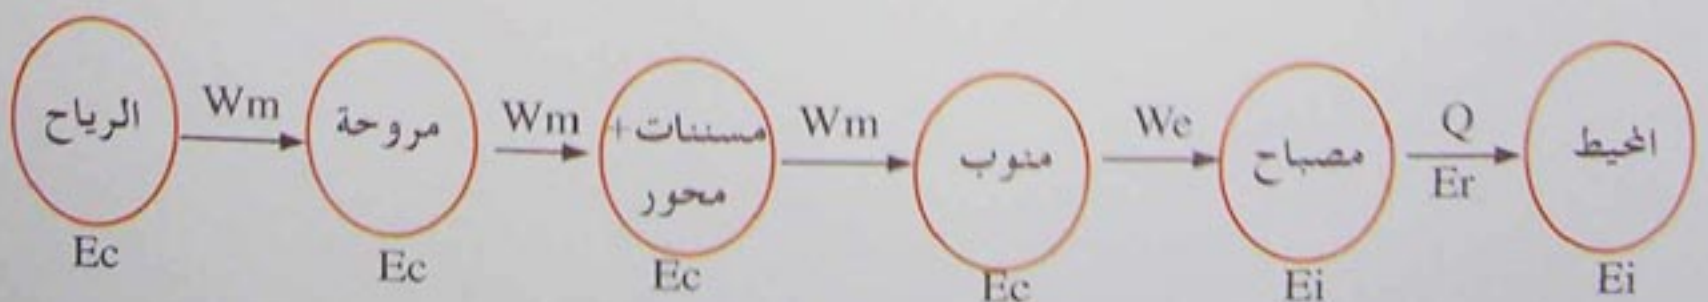 الرياح
Ec
Wm
مروحة
Ec
Wm
مسننات+
محور
Ec
Wm
منوب
Ec
We
مصباح
Ei
Q
Er
المحيط
Ei